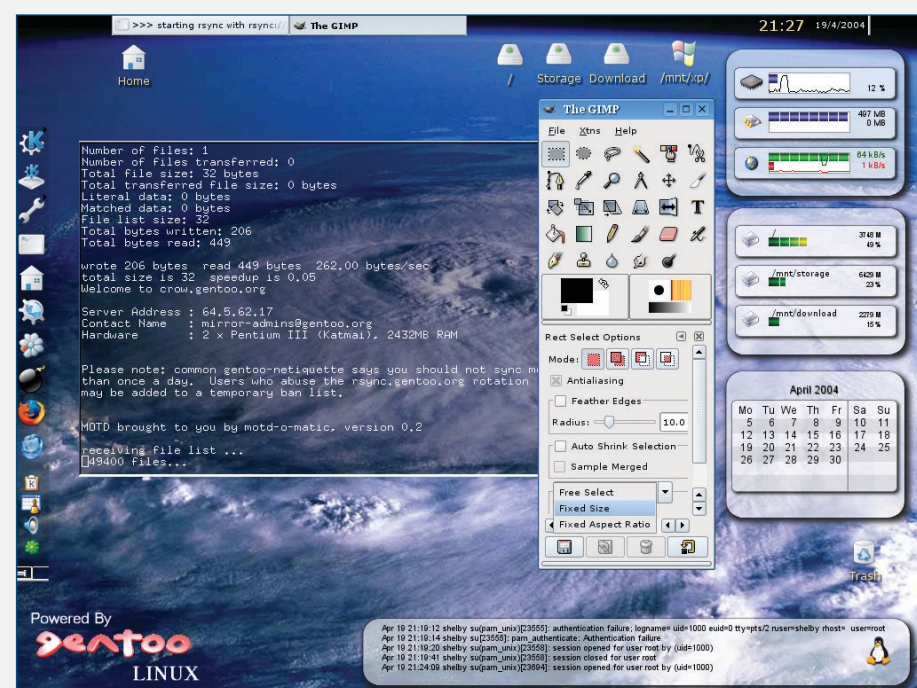 >>> starting rsync with rsync:// The GIMP 21:27 19/4/2004
Home
/ Storage Download /mnt/xp/
12 %
497 MB
0 MB
64 kB/s
1 kB/s
/ 3748 M
49 %
/mnt/storage 6429 M
23 %
/mnt/download 2279 M
15 %
April 2004
Mo Tu We Th Fr Sa Su
5 6 7 8 9 10 11
12 13 14 15 16 17 18
19 20 21 22 23 24 25
26 27 28 29 30
Number of files: 1
Number of files transferred: 0
Total file size: 32 bytes
Total transferred file size: 0 bytes
Literal data: 0 bytes
Matched data: 0 bytes
File list size: 32
Total bytes written: 206
Total bytes read: 449
wrote 206 bytes read 449 bytes 262.00 bytes/sec
total size is 32 speedup is 0.05
Welcome to crow.gentoo.org
Server Address : 64.5.62.17
Contact Name : mirror-admins@gentoo.org
Hardware : 2 x Pentium III (Katmai), 2432MB RAM
Please note: common gentoo-netiquette says you should not sync mo
than once a day. Users who abuse the rsync.gentoo.org rotation
may be added to a temporary ban list.
MOTD brought to you by motd-o-matic, version 0.2
receiving file list ...
49400 files...
The GIMP
File Xtns Help
Rect Select Options
Mode:
Antialiasing
Feather Edges
Radius: 10.0
Auto Shrink Selection
Sample Merged
Free Select
Fixed Size
Fixed Aspect Ratio
Trash
Powered By
gentoo
LINUX
Apr 19 21:19:12 shelby su(pam_unix)[23555]: authentication failure; logname= uid=1000 euid=0 tty=pts/2 ruser=shelby rhost= user=root
Apr 19 21:19:14 shelby su[23555]: pam_authenticate: Authentication failure
Apr 19 21:19:20 shelby su(pam_unix)[23558]: session opened for user root by (uid=1000)
Apr 19 21:19:41 shelby su(pam_unix)[23558]: session closed for user root
Apr 19 21:24:09 shelby su(pam_unix)[23694]: session opened for user root by (uid=1000)